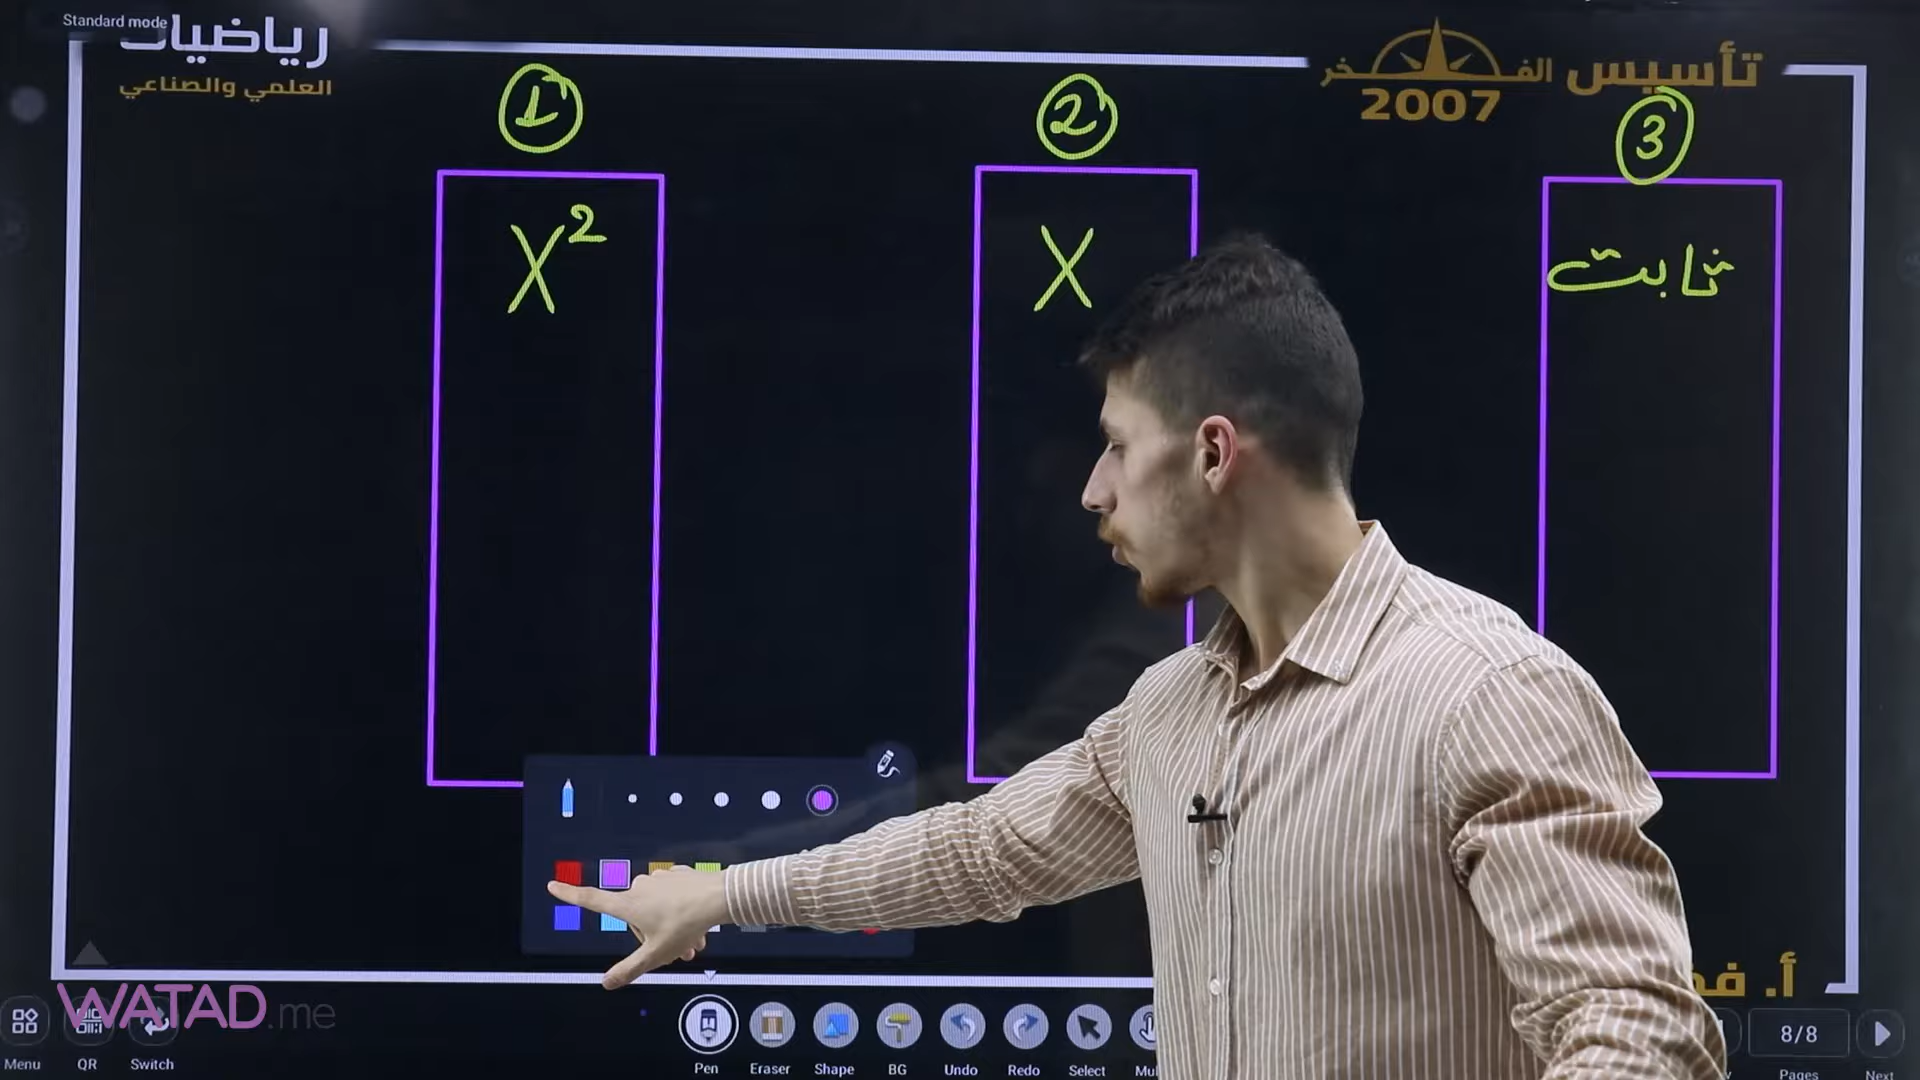 Standard mode
رياضيات
العلمي والصناعي
تأسيس الفخر
2007
1
2
3
X²
X
ثابت
أ.
WATAD.me
Menu
QR
Switch
Pen
Eraser
Shape
BG
Undo
Redo
Select
8/8
Pages
Next